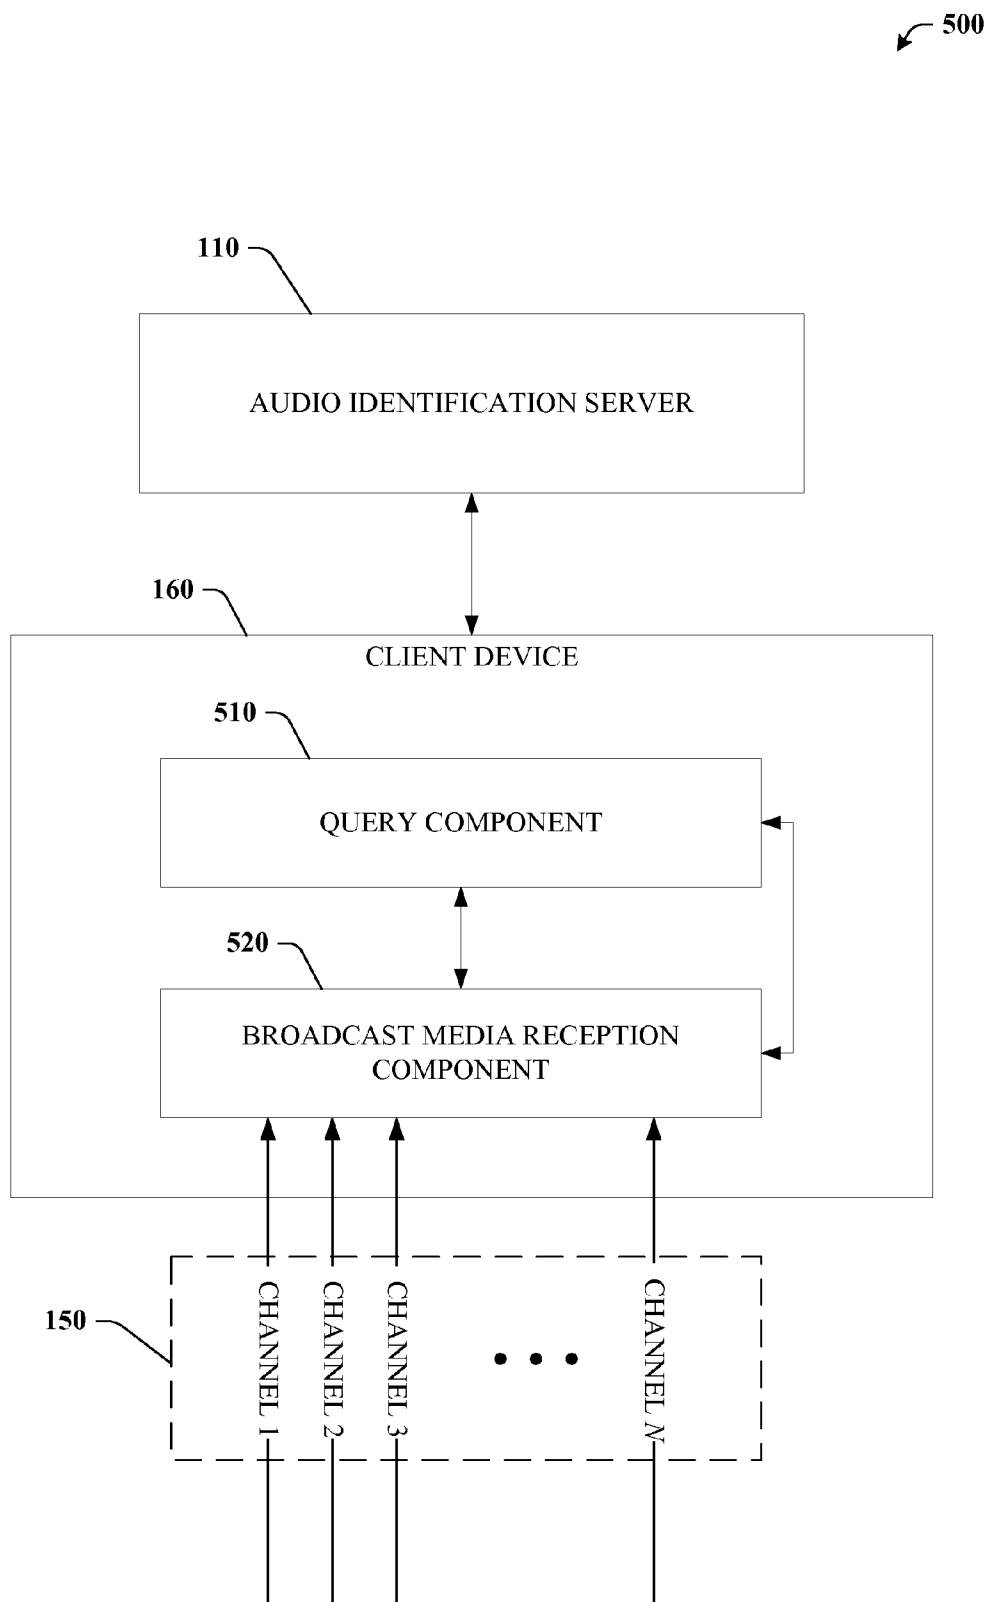 500
110
AUDIO IDENTIFICATION SERVER
160
CLIENT DEVICE
510
QUERY COMPONENT
520
BROADCAST MEDIA RECEPTION
COMPONENT
150
CHANNEL 1
CHANNEL 2
CHANNEL 3
CHANNEL N